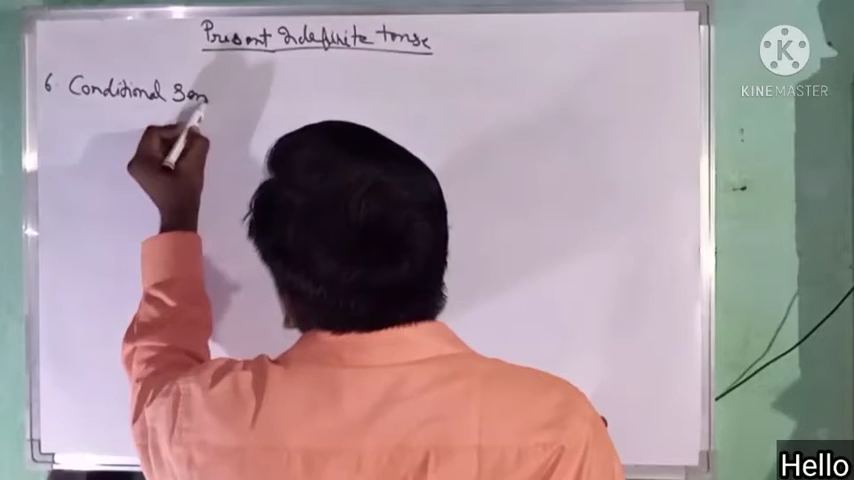 Present Indefinite tense
6. Conditional Sen
KINEMASTER
Hello